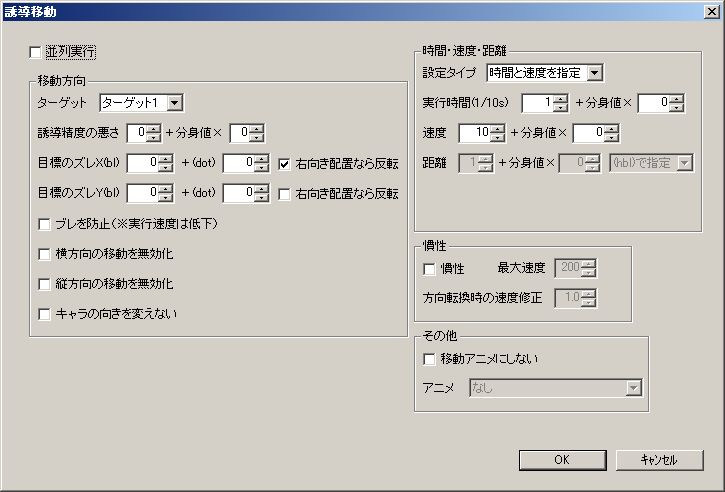 誘導移動
並列実行
移動方向
ターゲット ターゲット1
誘導精度の悪さ 0 +分身値× 0
目標のズレX(bl) 0 +(dot) 0 右向き配置なら反転
目標のズレY(bl) 0 +(dot) 0 右向き配置なら反転
ブレを防止(※実行速度は低下)
横方向の移動を無効化
縦方向の移動を無効化
キャラの向きを変えない
時間・速度・距離
設定タイプ 時間と速度を指定
実行時間(1/10s) 1 +分身値× 0
速度 10 +分身値× 0
距離 1 +分身値× 0 (hbl)で指定
慣性
慣性 最大速度 200
方向転換時の速度修正 1.0
その他
移動アニメにしない
アニメ なし
OK キャンセル